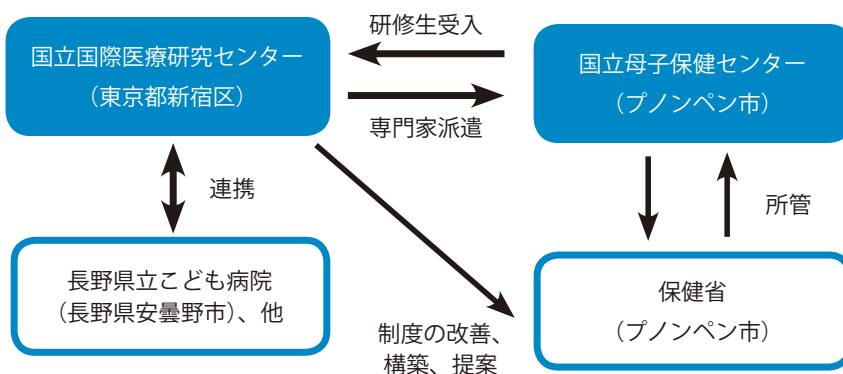 研修生受入
国立国際医療研究センター
（東京都新宿区）
国立母子保健センター
（プノンペン市）
専門家派遣
連携
所管
長野県立こども病院
（長野県安曇野市）、他
保健省
（プノンペン市）
制度の改善、
構築、提案